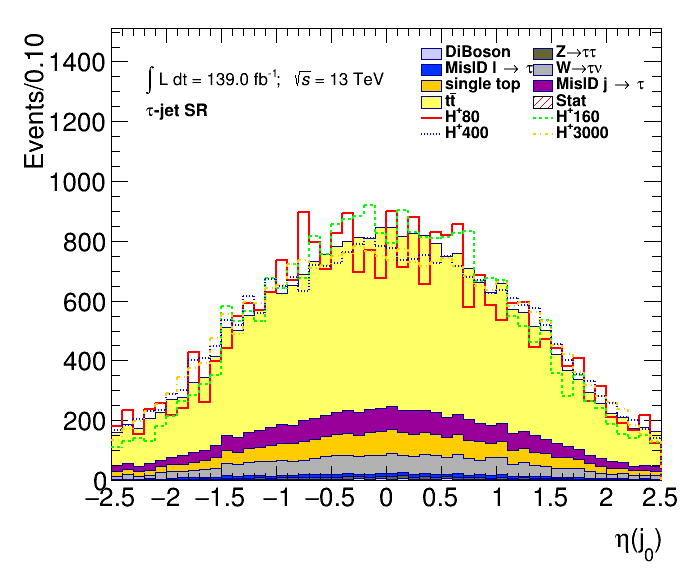 Events/0.10
1400
1200
1000
800
600
400
200
0
∫ L dt = 139.0 fb⁻¹; √s = 13 TeV
τ-jet SR
DiBoson Z→ττ
MisID l → τ W→τν
single top MisID j → τ
tt̄ Stat
H⁺80 H⁺160
H⁺400 H⁺3000
−2.5 −2 −1.5 −1 −0.5 0 0.5 1 1.5 2 2.5
η(j₀)